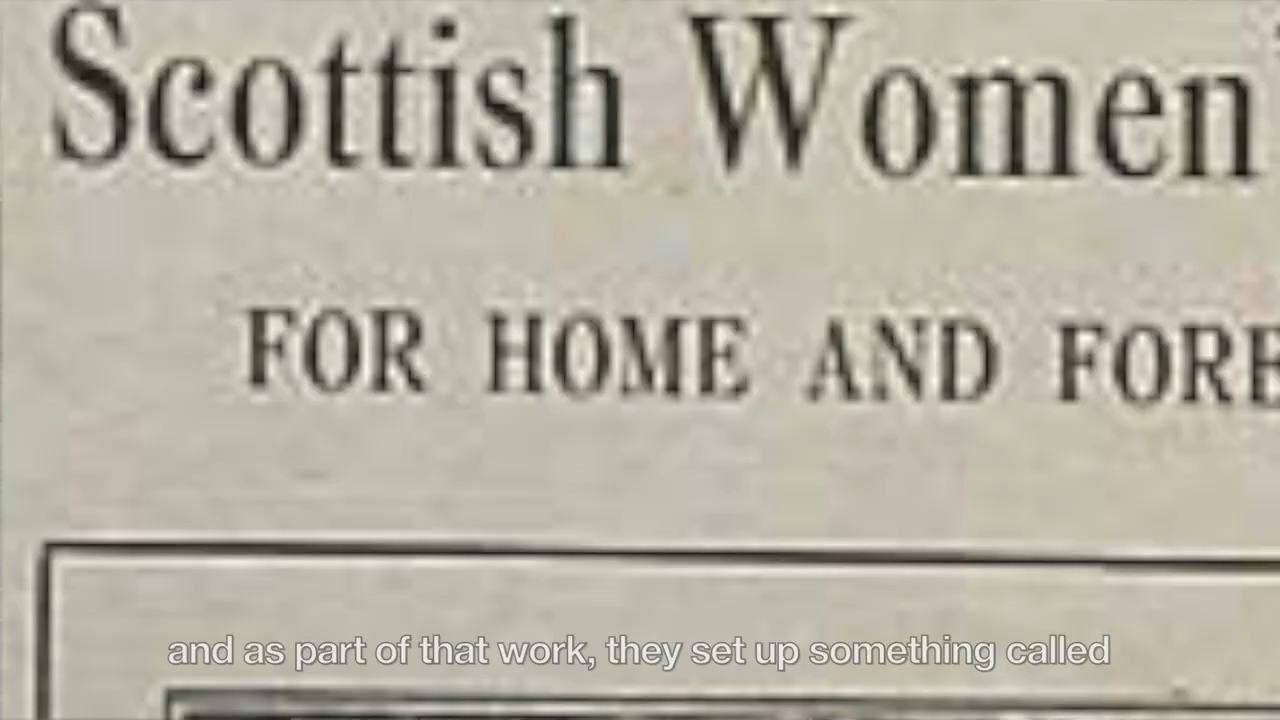 Scottish Women'
FOR HOME AND FORE
and as part of that work, they set up something called